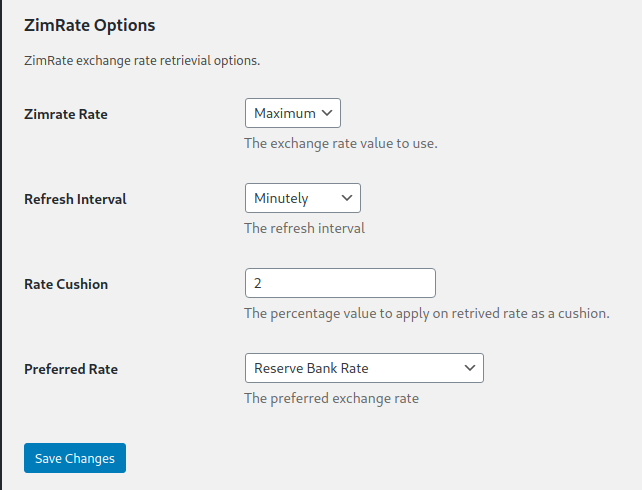 ZimRate Options
ZimRate exchange rate retrievial options.
Zimrate Rate
Maximum
The exchange rate value to use.
Refresh Interval
Minutely
The refresh interval
Rate Cushion
2
The percentage value to apply on retrived rate as a cushion.
Preferred Rate
Reserve Bank Rate
The preferred exchange rate
Save Changes